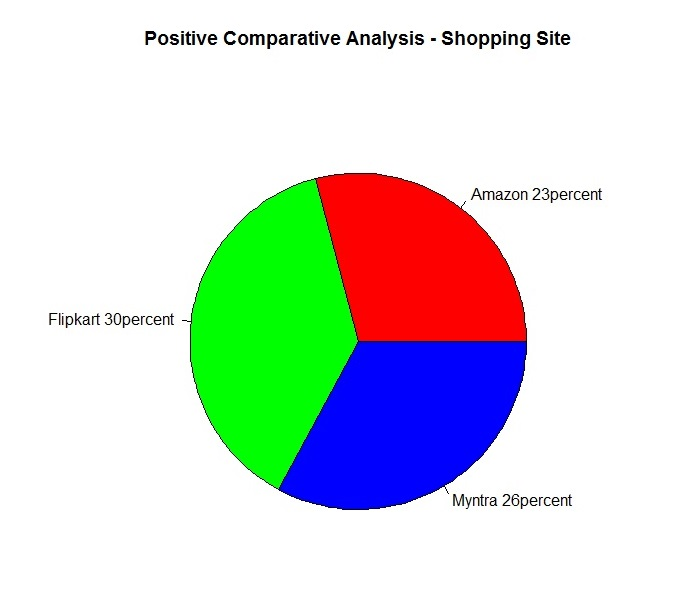 Positive Comparative Analysis - Shopping Site
Amazon 23percent
Flipkart 30percent
Myntra 26percent